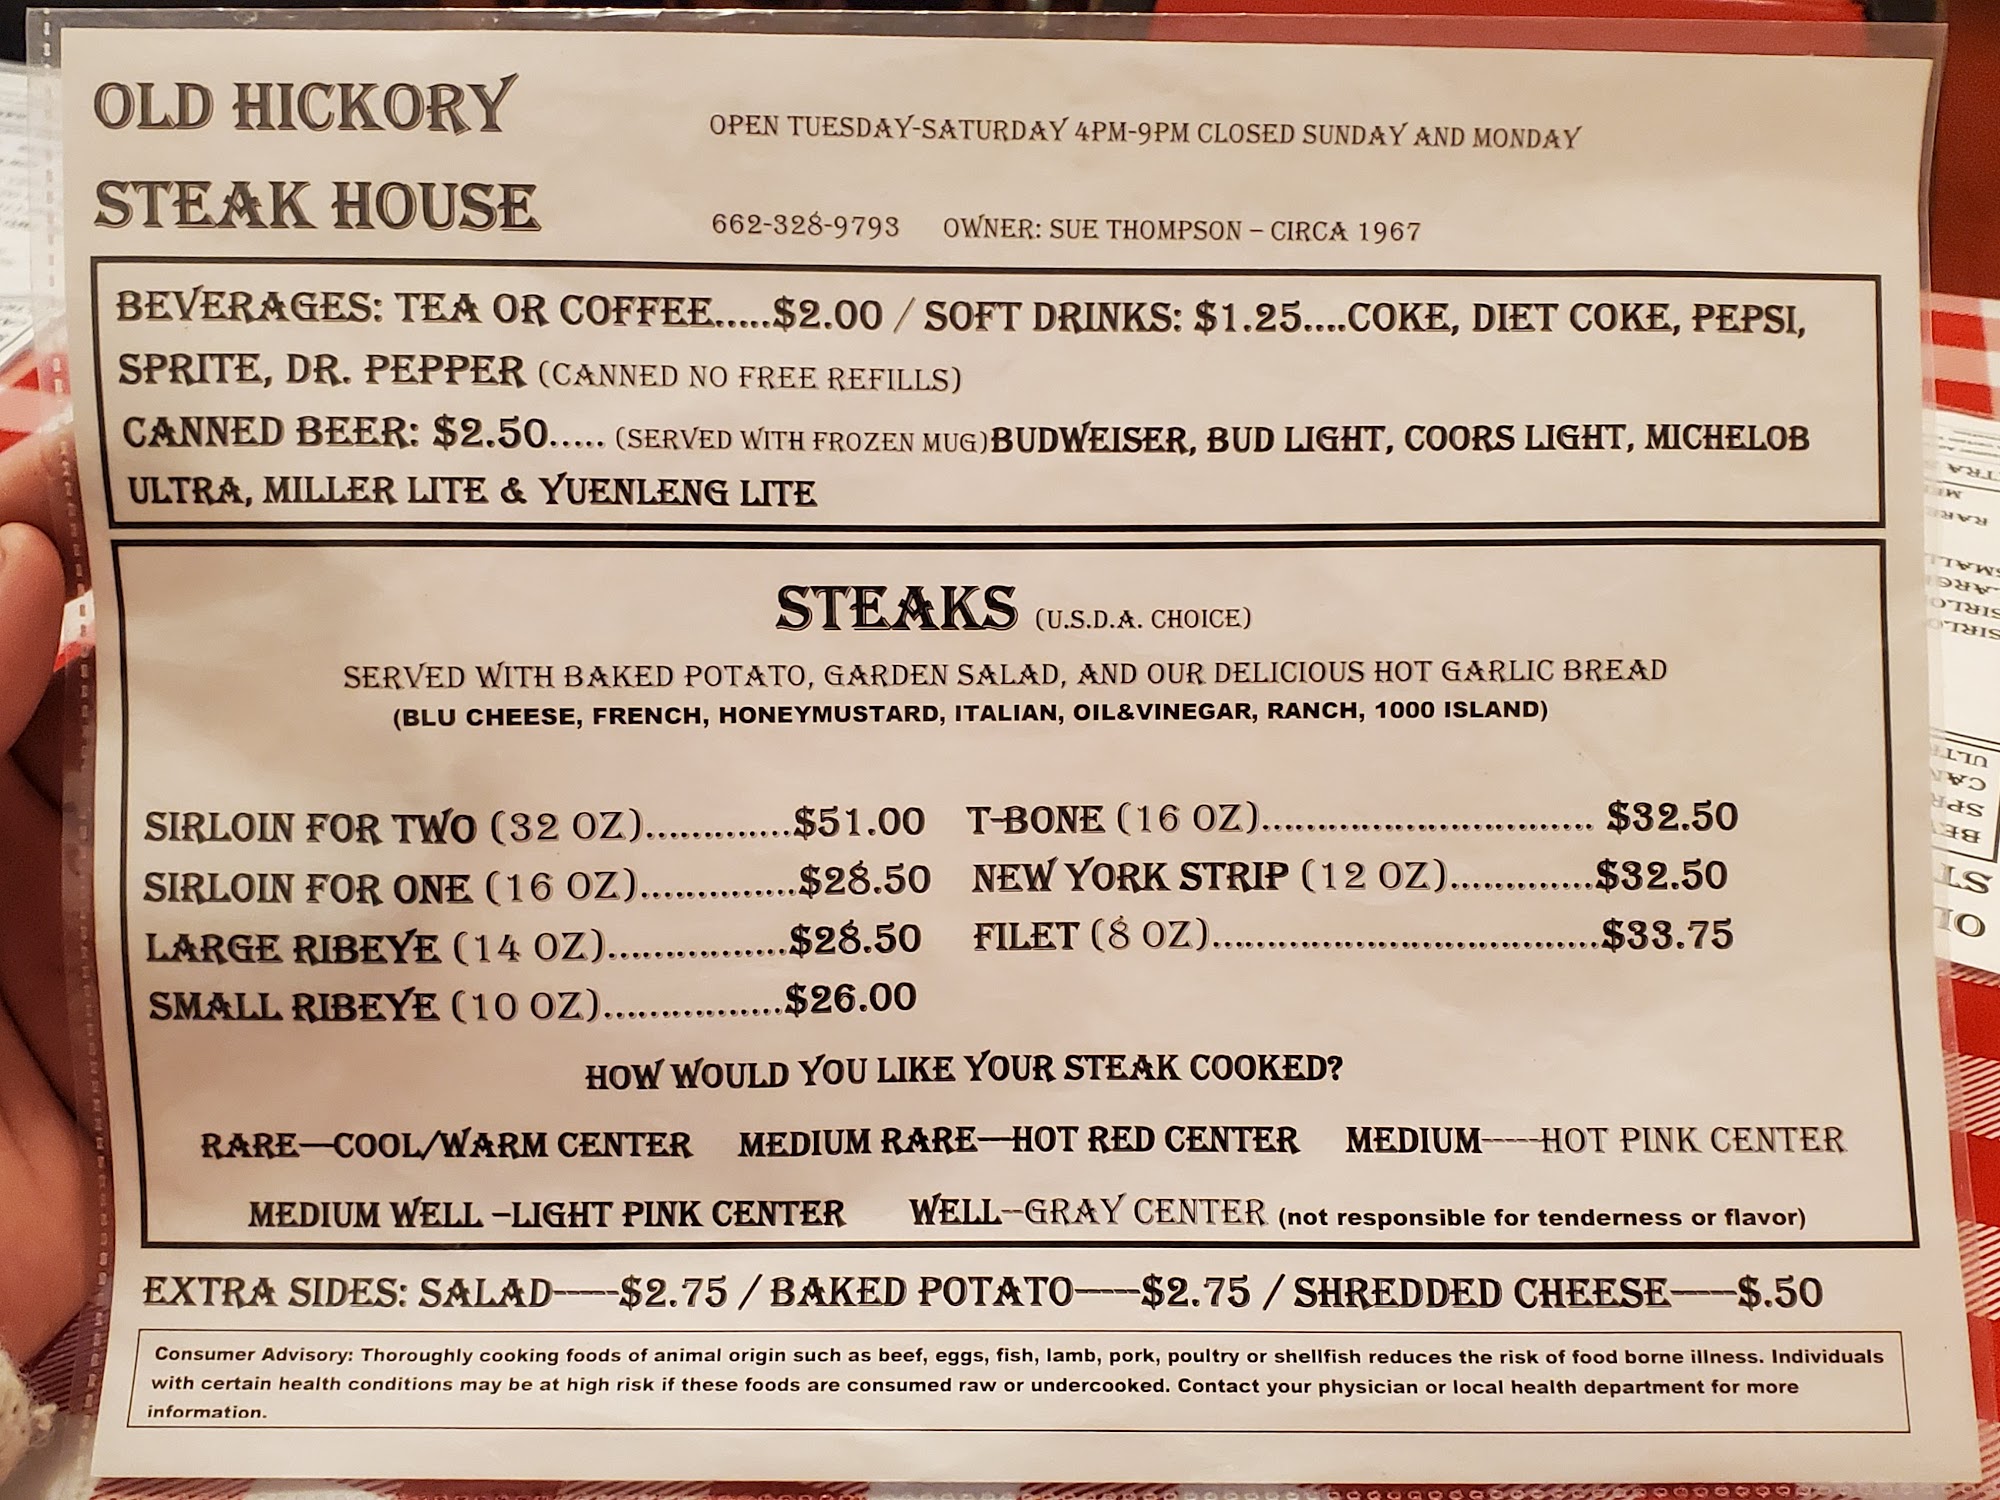 OLD HICKORY
STEAK HOUSE
OPEN TUESDAY-SATURDAY 4PM-9PM CLOSED SUNDAY AND MONDAY
662-328-9793 OWNER: SUE THOMPSON – CIRCA 1967
BEVERAGES: TEA OR COFFEE.....$2.00 / SOFT DRINKS: $1.25....COKE, DIET COKE, PEPSI,
SPRITE, DR. PEPPER (CANNED NO FREE REFILLS)
CANNED BEER: $2.50..... (SERVED WITH FROZEN MUG)BUDWEISER, BUD LIGHT, COORS LIGHT, MICHELOB
ULTRA, MILLER LITE & YUENLENG LITE
STEAKS (U.S.D.A. CHOICE)
SERVED WITH BAKED POTATO, GARDEN SALAD, AND OUR DELICIOUS HOT GARLIC BREAD
(BLU CHEESE, FRENCH, HONEYMUSTARD, ITALIAN, OIL&VINEGAR, RANCH, 1000 ISLAND)
SIRLOIN FOR TWO (32 OZ).............$51.00 T-BONE (16 OZ)............................. $32.50
SIRLOIN FOR ONE (16 OZ)..............$28.50 NEW YORK STRIP (12 OZ).............$32.50
LARGE RIBEYE (14 OZ)................$28.50 FILET (8 OZ)..................................$33.75
SMALL RIBEYE (10 OZ)................$26.00
HOW WOULD YOU LIKE YOUR STEAK COOKED?
RARE—COOL/WARM CENTER MEDIUM RARE—HOT RED CENTER MEDIUM-----HOT PINK CENTER
MEDIUM WELL –LIGHT PINK CENTER WELL--GRAY CENTER (not responsible for tenderness or flavor)
EXTRA SIDES: SALAD-----$2.75 / BAKED POTATO-----$2.75 / SHREDDED CHEESE-----$.50
Consumer Advisory: Thoroughly cooking foods of animal origin such as beef, eggs, fish, lamb, pork, poultry or shellfish reduces the risk of food borne illness. Individuals
with certain health conditions may be at high risk if these foods are consumed raw or undercooked. Contact your physician or local health department for more
information.